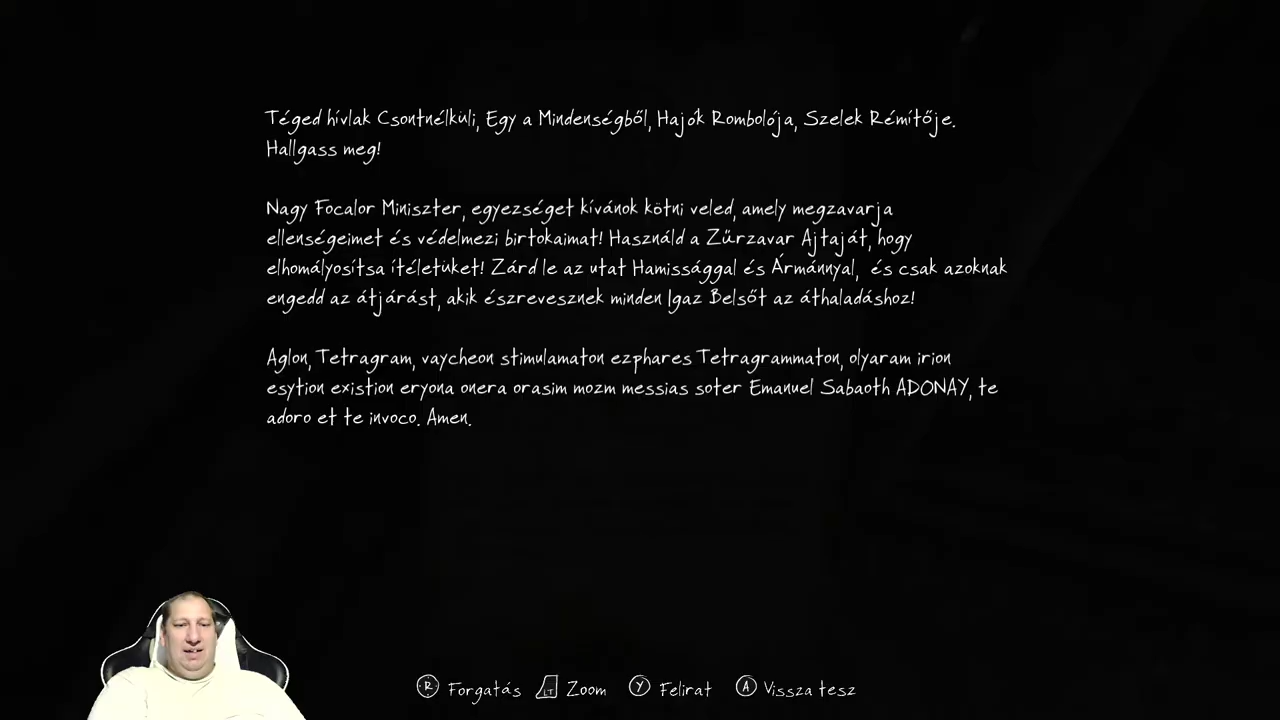 Téged hívlak Csontnélküli, Egy a Mindenségből, Hajók Rombolója, Szelek Rémítője.
Hallgass meg!
Nagy Focalor Miniszter, egyezséget kívánok kötni veled, amely megzavarja
ellenségeimet és védelmezi birtokaimat! Használd a Zűrzavar Ajtaját, hogy
elhomályosítsa ítéletüket! Zárd le az utat Hamissággal és Ármánnyal, és csak azoknak
engedd az átjárást, akik észrevesznek minden Igaz Belsőt az áthaladáshoz!
Aglon, Tetragram, vaycheon stimulamaton ezphares Tetragrammaton, olyaram irion
esytion existion eryona onera orasim mozm messias soter Emanuel Sabaoth ADONAY, te
adoro et te invoco. Amen.
R Forgatás LT Zoom Y Felirat A Vissza tesz